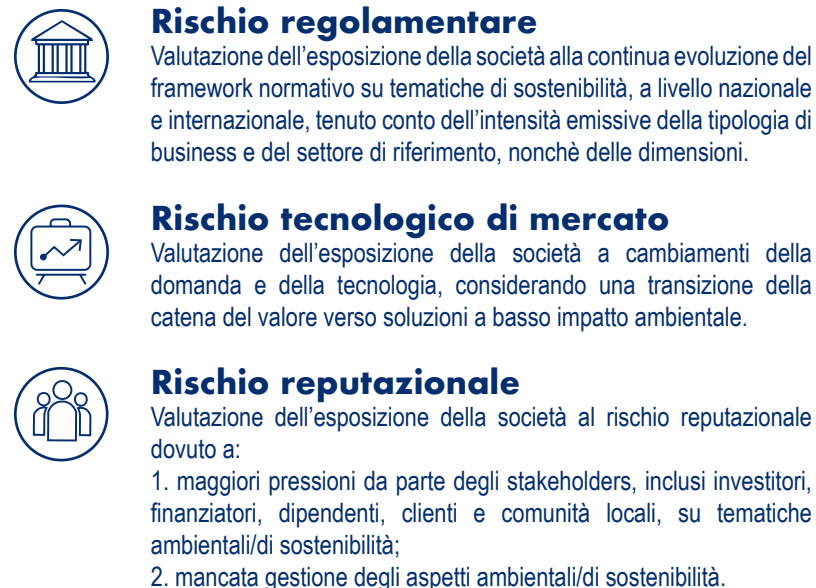 Rischio regolamentare
Valutazione dell'esposizione della società alla continua evoluzione del
framework normativo su tematiche di sostenibilità, a livello nazionale
e internazionale, tenuto conto dell'intensità emissive della tipologia di
business e del settore di riferimento, nonchè delle dimensioni.
Rischio tecnologico di mercato
Valutazione dell'esposizione della società a cambiamenti della
domanda e della tecnologia, considerando una transizione della
catena del valore verso soluzioni a basso impatto ambientale.
Rischio reputazionale
Valutazione dell'esposizione della società al rischio reputazionale
dovuto a:
1. maggiori pressioni da parte degli stakeholders, inclusi investitori,
finanziatori, dipendenti, clienti e comunità locali, su tematiche
ambientali/di sostenibilità;
2. mancata gestione degli aspetti ambientali/di sostenibilità.